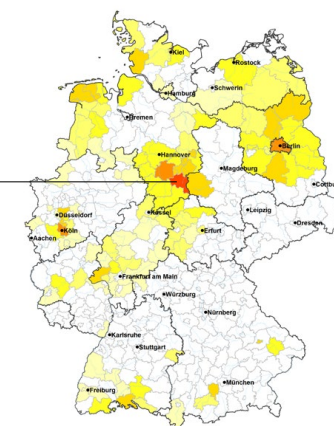 Kiel
Rostock
Hamburg
Schwerin
Bremen
Hannover
Berlin
Magdeburg
Cottb
Düsseldorf
Kassel
Leipzig
Köln
Erfurt
Dresden
Aachen
Frankfurt am Main
Würzburg
Nürnberg
Karlsruhe
Stuttgart
München
Freiburg